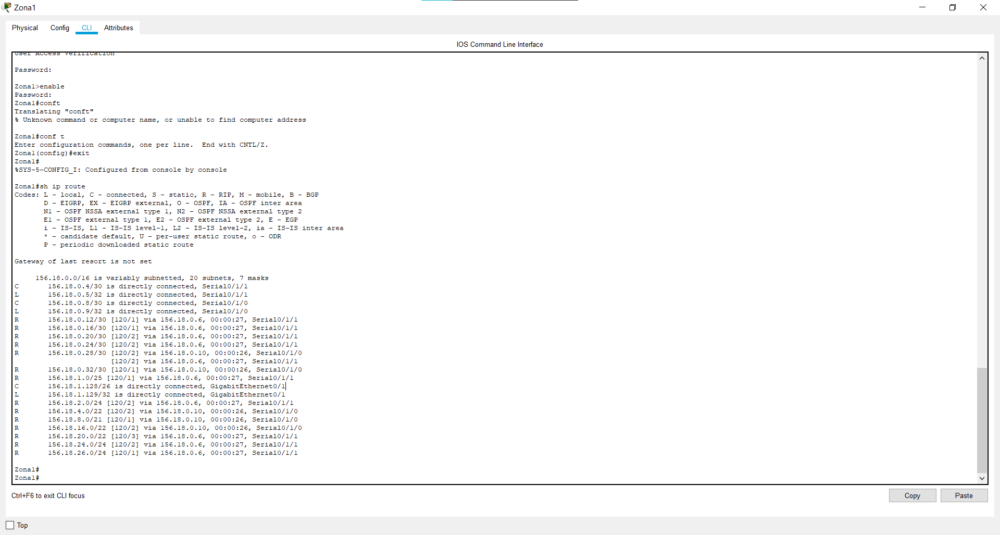 Zona1
Physical Config CLI Attributes
IOS Command Line Interface
User Access Verification
Password:
Zona1>enable
Password:
Zona1#conft
Translating "conft"
% Unknown command or computer name, or unable to find computer address
Zona1#conf t
Enter configuration commands, one per line.  End with CNTL/Z.
Zona1(config)#exit
Zona1#
%SYS-5-CONFIG_I: Configured from console by console
Zona1#sh ip route
Codes: L - local, C - connected, S - static, R - RIP, M - mobile, B - BGP
       D - EIGRP, EX - EIGRP external, O - OSPF, IA - OSPF inter area
       N1 - OSPF NSSA external type 1, N2 - OSPF NSSA external type 2
       E1 - OSPF external type 1, E2 - OSPF external type 2, E - EGP
       i - IS-IS, L1 - IS-IS level-1, L2 - IS-IS level-2, ia - IS-IS inter area
       * - candidate default, U - per-user static route, o - ODR
       P - periodic downloaded static route
Gateway of last resort is not set
     156.18.0.0/16 is variably subnetted, 20 subnets, 7 masks
C       156.18.0.4/30 is directly connected, Serial0/1/1
L       156.18.0.5/32 is directly connected, Serial0/1/1
C       156.18.0.8/30 is directly connected, Serial0/1/0
L       156.18.0.9/32 is directly connected, Serial0/1/0
R       156.18.0.12/30 [120/1] via 156.18.0.6, 00:00:27, Serial0/1/1
R       156.18.0.16/30 [120/1] via 156.18.0.6, 00:00:27, Serial0/1/1
R       156.18.0.20/30 [120/2] via 156.18.0.6, 00:00:27, Serial0/1/1
R       156.18.0.24/30 [120/2] via 156.18.0.6, 00:00:27, Serial0/1/1
R       156.18.0.28/30 [120/2] via 156.18.0.10, 00:00:26, Serial0/1/0
                       [120/2] via 156.18.0.6, 00:00:27, Serial0/1/1
R       156.18.0.32/30 [120/1] via 156.18.0.10, 00:00:26, Serial0/1/0
R       156.18.1.0/25 [120/1] via 156.18.0.6, 00:00:27, Serial0/1/1
C       156.18.1.128/26 is directly connected, GigabitEthernet0/1
L       156.18.1.129/32 is directly connected, GigabitEthernet0/1
R       156.18.2.0/24 [120/2] via 156.18.0.6, 00:00:27, Serial0/1/1
R       156.18.4.0/22 [120/2] via 156.18.0.10, 00:00:26, Serial0/1/0
R       156.18.8.0/21 [120/1] via 156.18.0.10, 00:00:26, Serial0/1/0
R       156.18.16.0/22 [120/2] via 156.18.0.10, 00:00:26, Serial0/1/0
R       156.18.20.0/22 [120/3] via 156.18.0.6, 00:00:27, Serial0/1/1
R       156.18.24.0/24 [120/2] via 156.18.0.6, 00:00:27, Serial0/1/1
R       156.18.26.0/24 [120/1] via 156.18.0.6, 00:00:27, Serial0/1/1
Zona1#
Zona1#
Ctrl+F6 to exit CLI focus
Copy Paste
Top